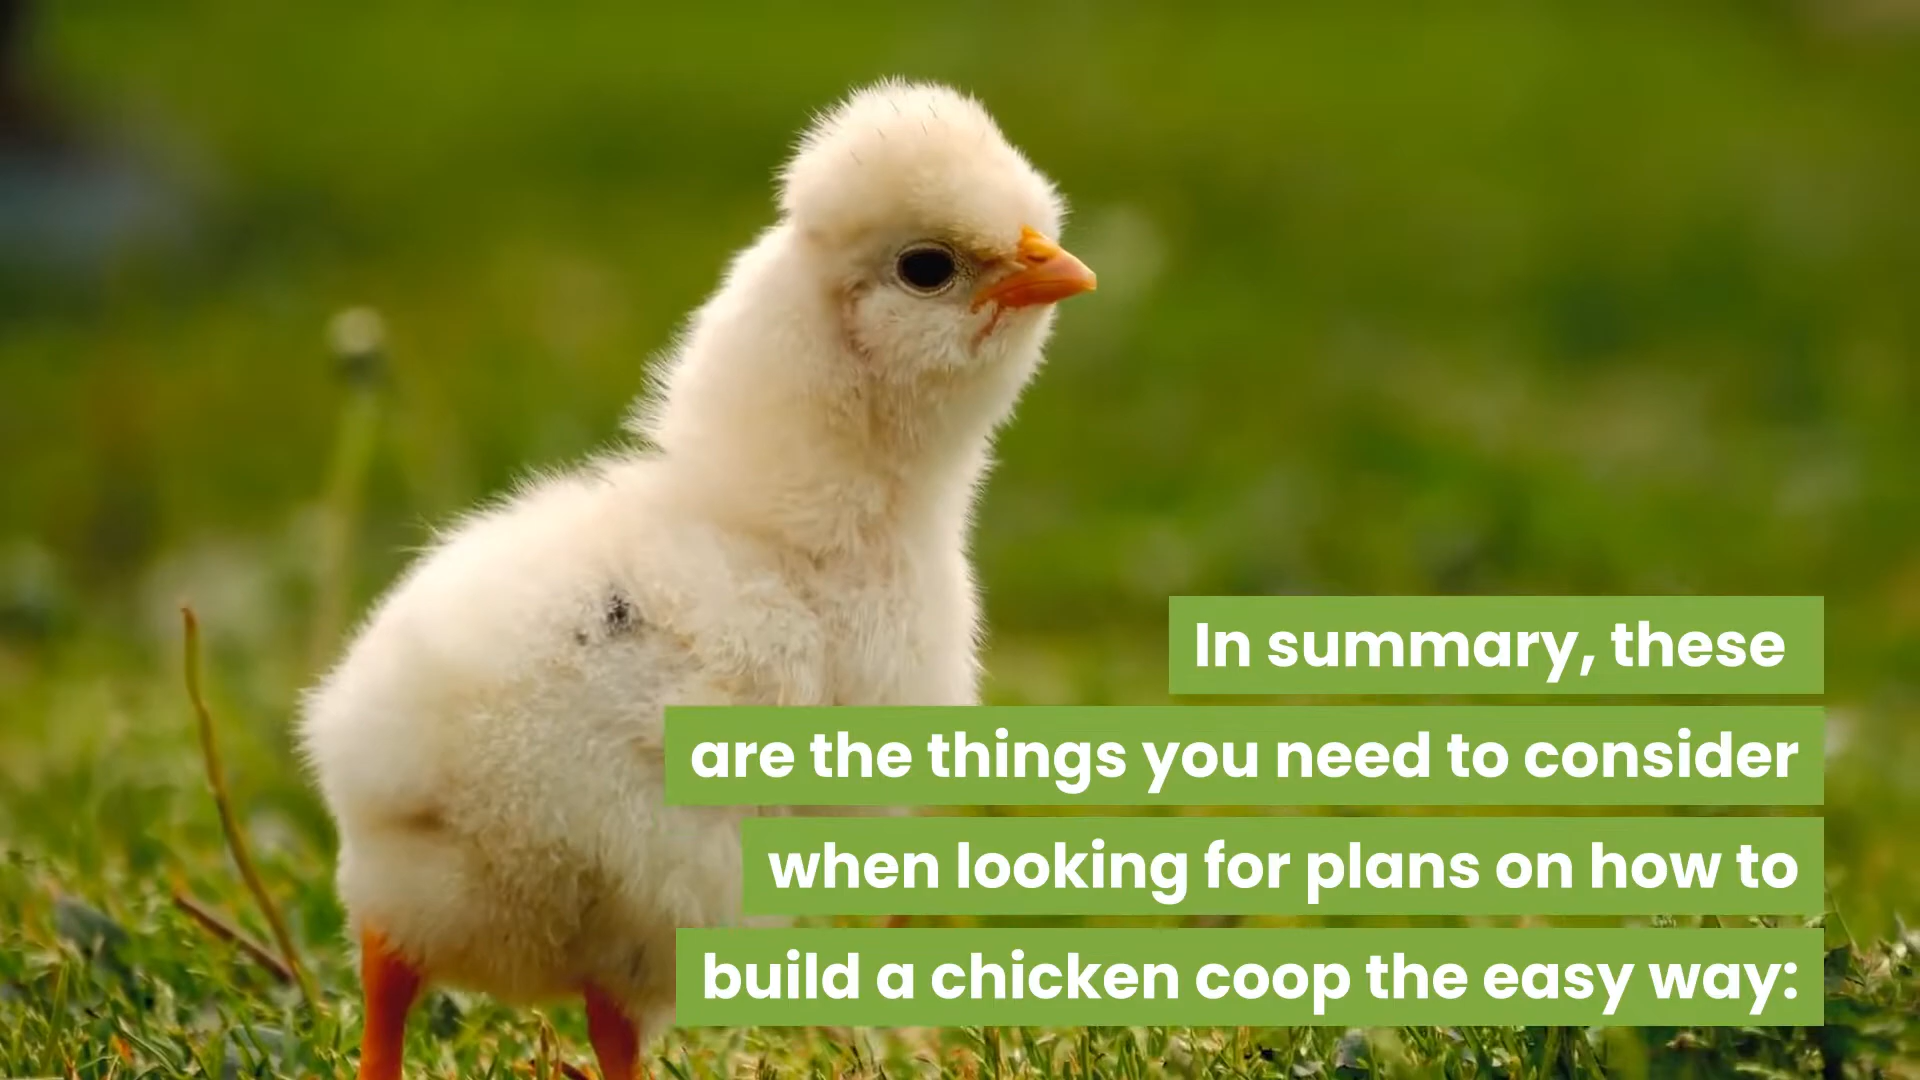 In summary, these
are the things you need to consider
when looking for plans on how to
build a chicken coop the easy way: